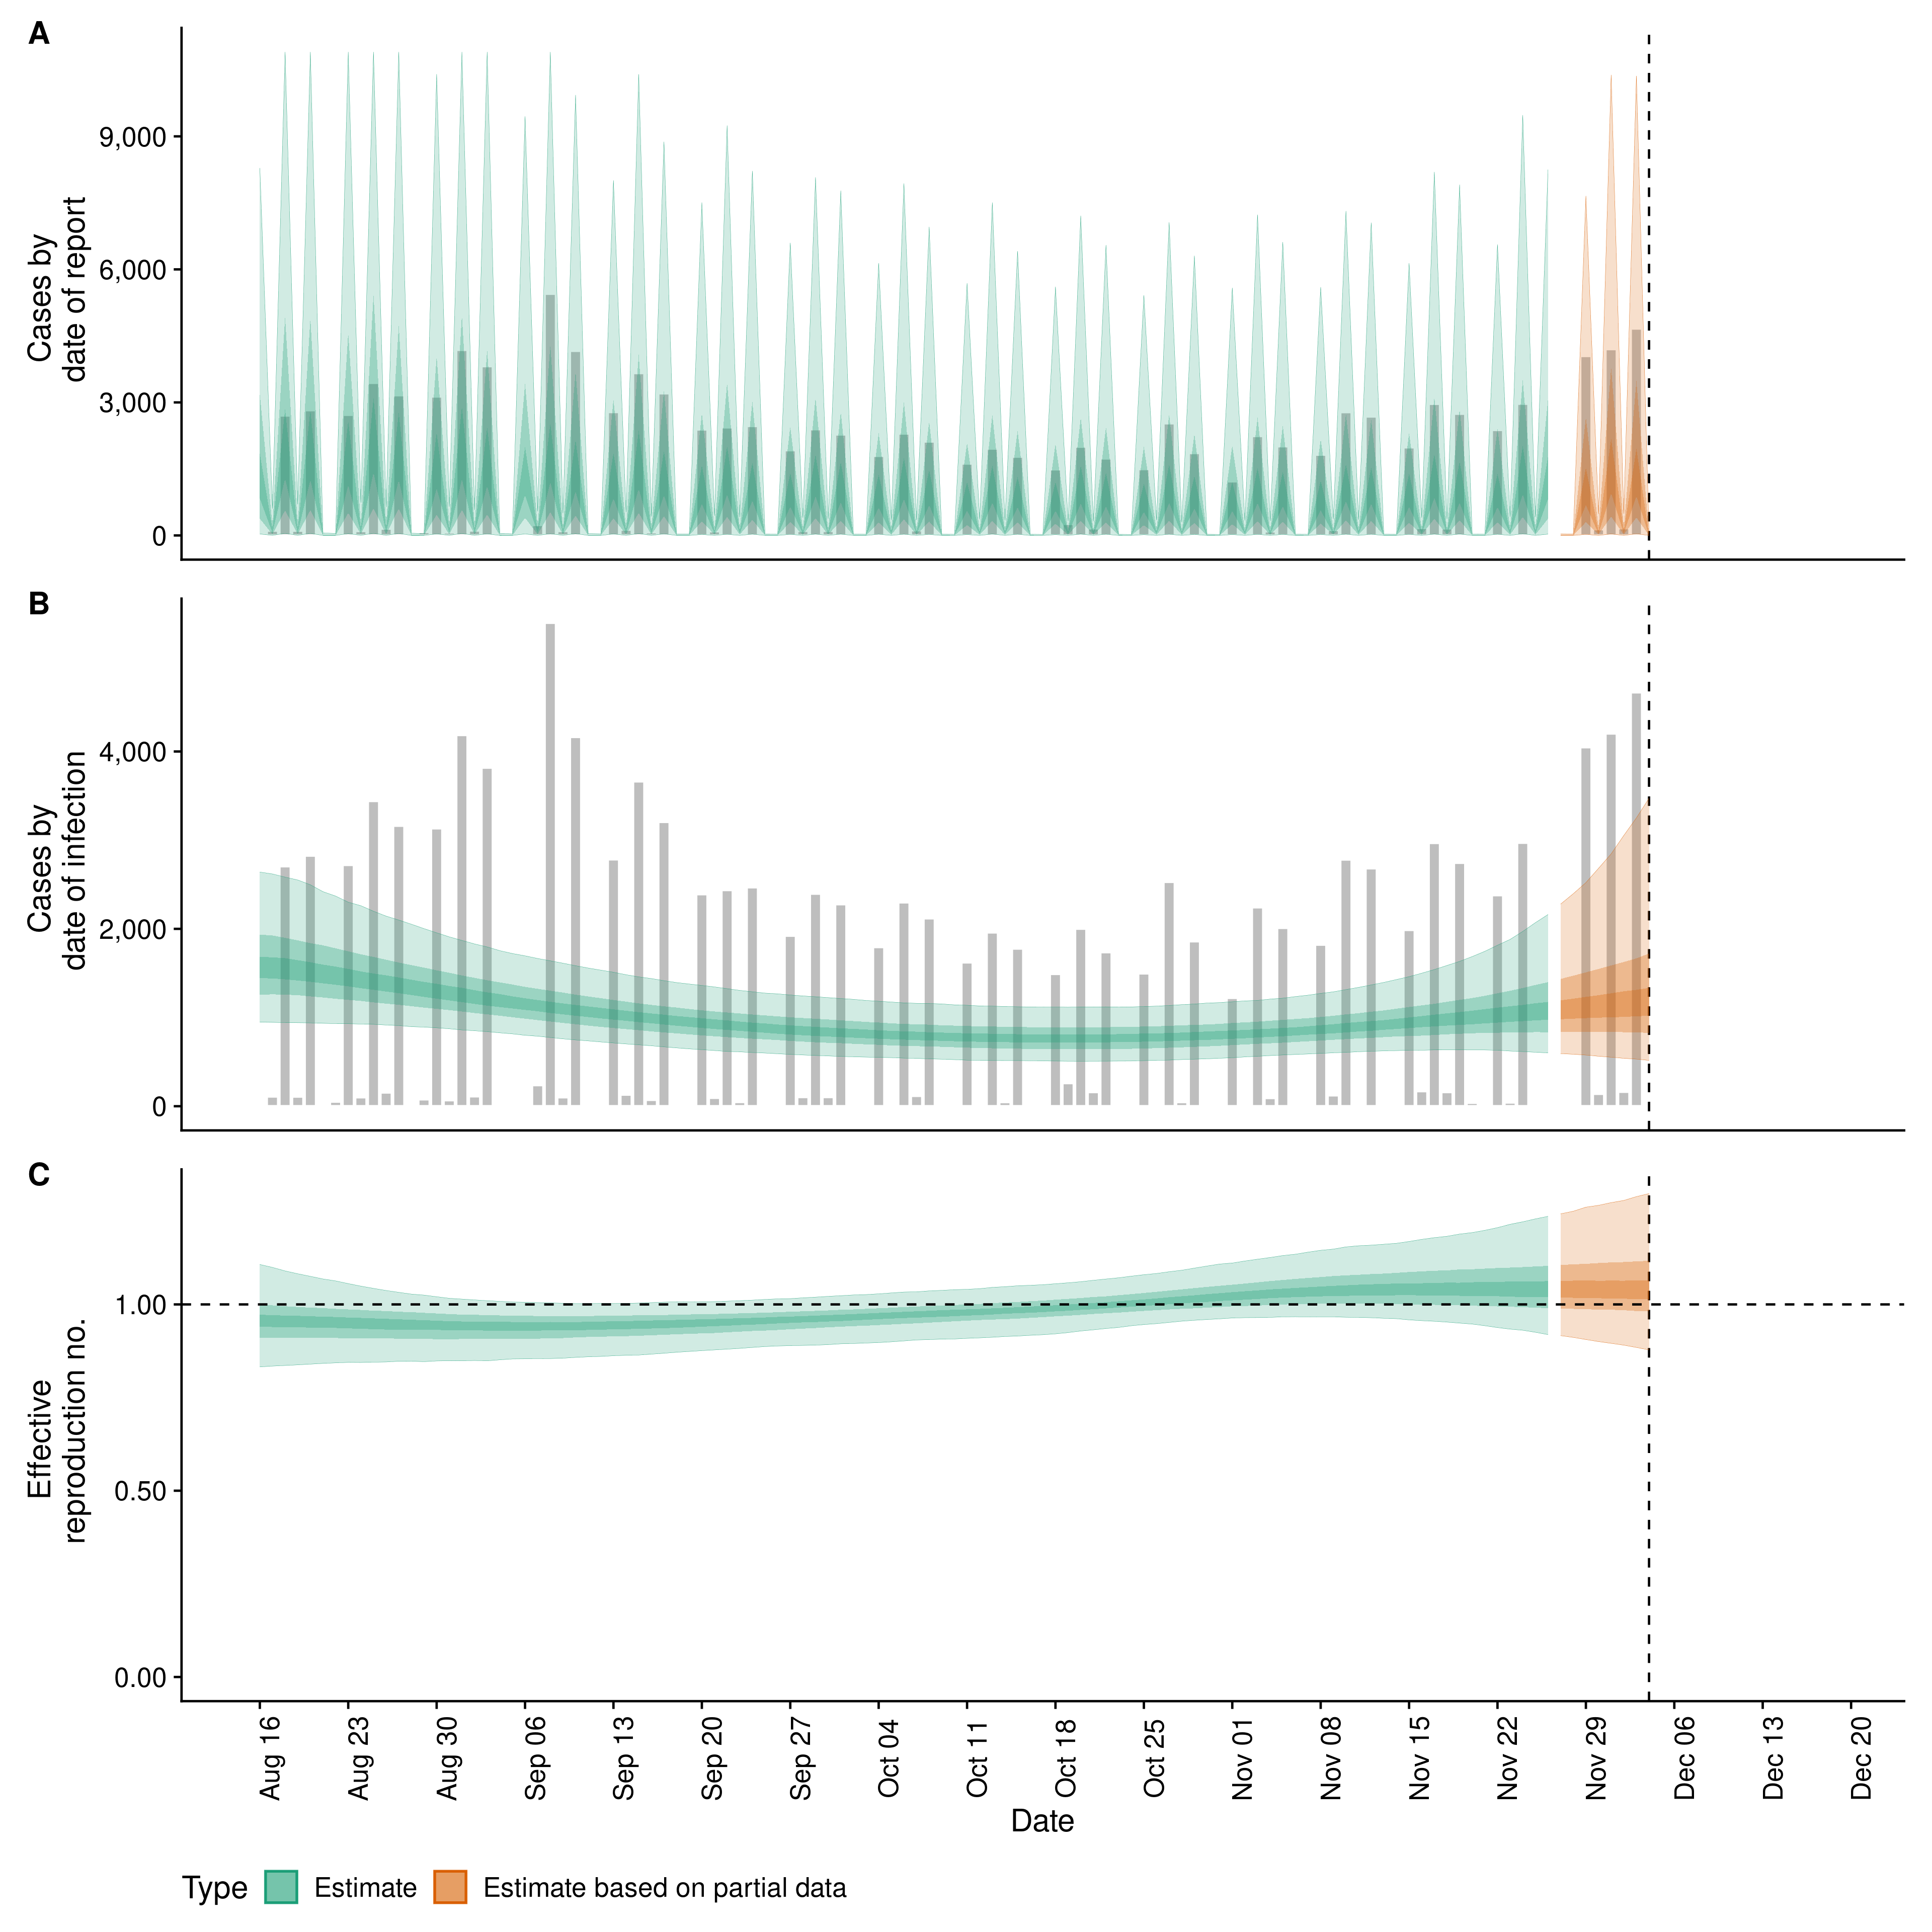 A
Cases by
date of report
9,000
6,000
3,000
0
B
Cases by
date of infection
4,000
2,000
0
C
Effective
reproduction no.
1.00
0.50
0.00
Aug 16
Aug 23
Aug 30
Sep 06
Sep 13
Sep 20
Sep 27
Oct 04
Oct 11
Oct 18
Oct 25
Nov 01
Nov 08
Nov 15
Nov 22
Nov 29
Dec 06
Dec 13
Dec 20
Date
Type Estimate Estimate based on partial data